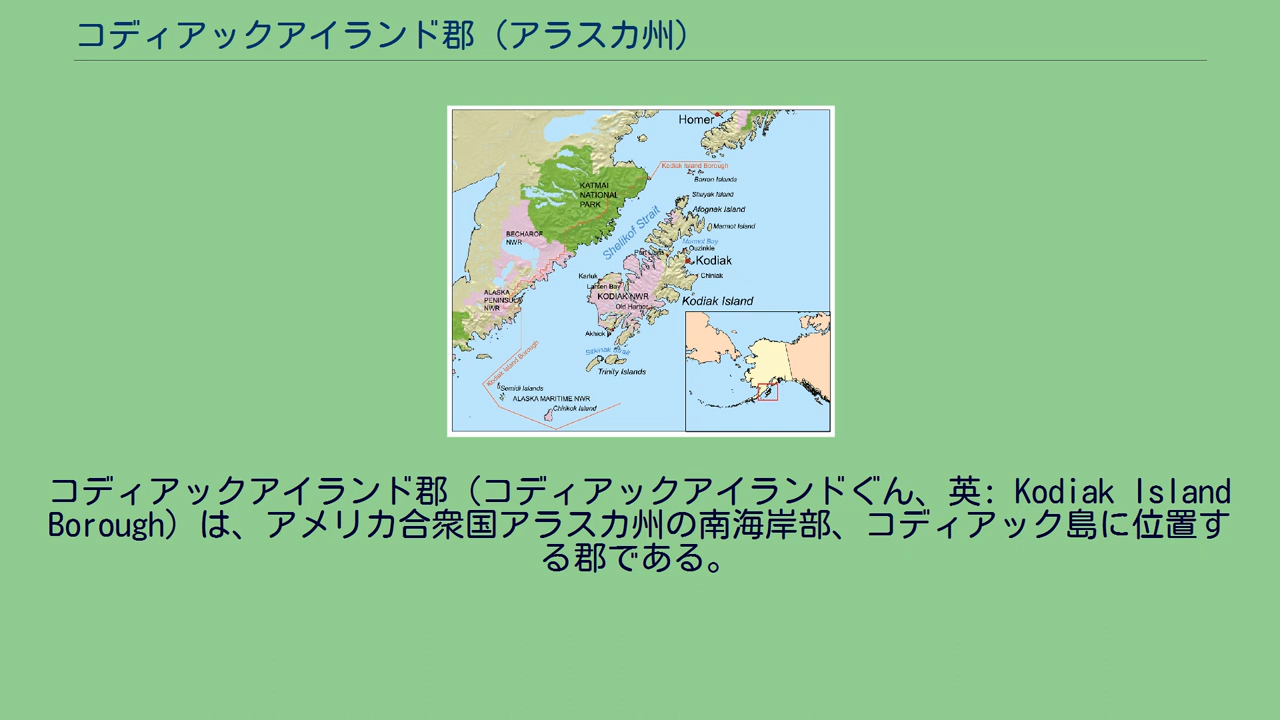 コディアックアイランド郡（アラスカ州）
Homer
Kodiak Island Borough
Barren Islands
KATMAI
NATIONAL
PARK
Shuyak Island
Afognak Island
Shelikof Strait
Marmot Island
BECHAROF
NWR
Marmot Bay
Ouzinkie
Port Lions
Kodiak
Karluk
Chiniak
Larsen Bay
ALASKA
PENINSULA
NWR
KODIAK NWR
Kodiak Island
Old Harbor
Akhiok
Sitkinak Strait
Kodiak Island Borough
Trinity Islands
Semidi Islands
ALASKA MARITIME NWR
Chirikok Island
コディアックアイランド郡（コディアックアイランドぐん、英: Kodiak Island
Borough）は、アメリカ合衆国アラスカ州の南海岸部、コディアック島に位置す
る郡である。